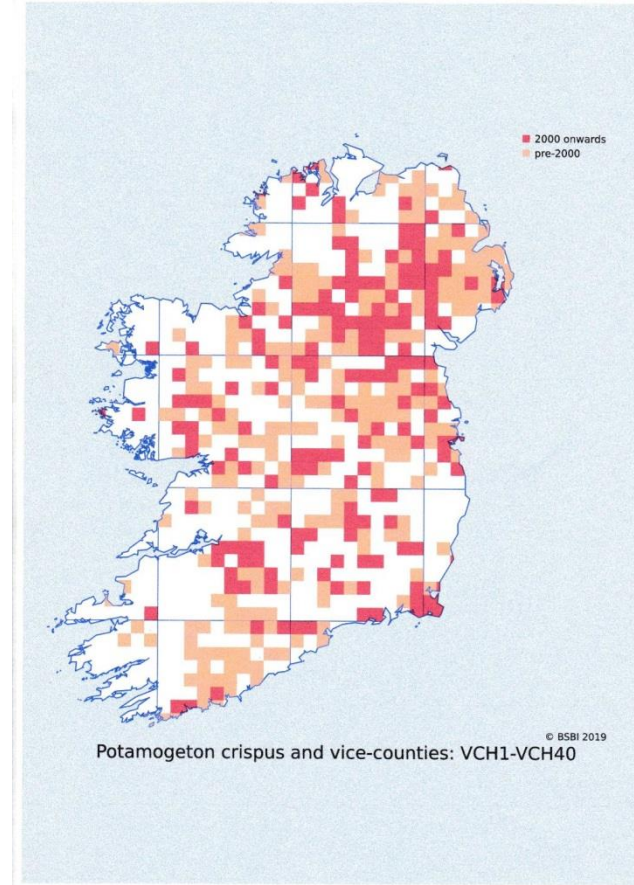 2000 onwards
pre-2000
© BSBI 2019
Potamogeton crispus and vice-counties: VCH1-VCH40